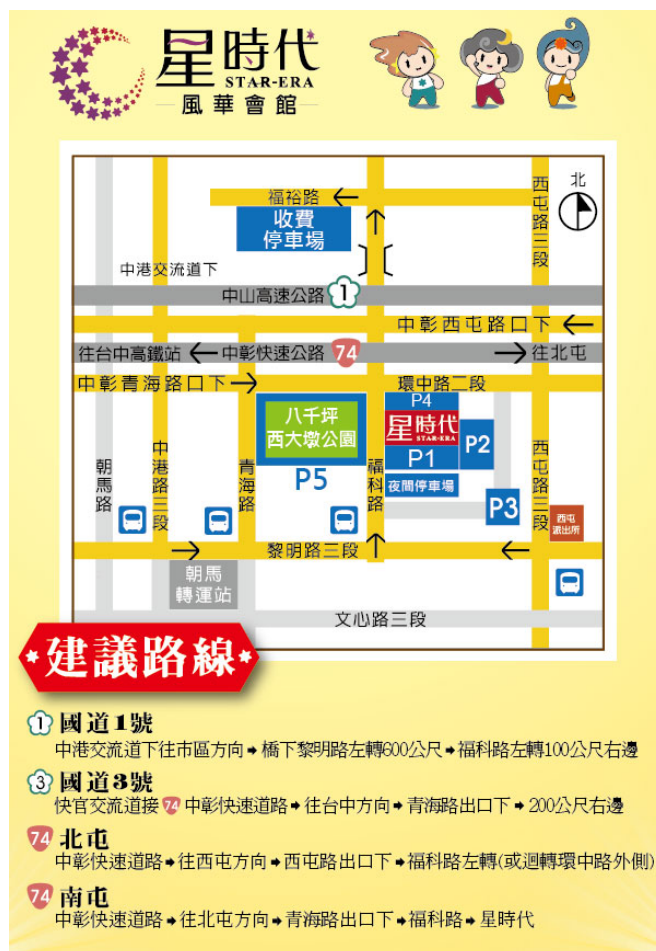 星時代
STAR-ERA
風華會館
福裕路
收費
停車場
西屯路三段
北
中港交流道下
中山高速公路 1
中彰西屯路口下
往台中高鐵站 中彰快速公路 74 往北屯
中彰青海路口下 環中路二段
八千坪
西大墩公園
P5
P4
星時代
STAR-ERA
P1
P2
夜間停車場
P3
朝馬路
中港路三段
青海路
福科路
西屯路三段
西屯
派出所
黎明路三段
朝馬
轉運站
文心路三段
建議路線
1 國道1號
中港交流道下往市區方向➡橋下黎明路左轉600公尺➡福科路左轉100公尺右邊
3 國道3號
快官交流道接 74 中彰快速道路➡往台中方向➡青海路出口下➡200公尺右邊
74 北屯
中彰快速道路➡往西屯方向➡西屯路出口下➡福科路左轉(或迴轉環中路外側)
74 南屯
中彰快速道路➡往北屯方向➡青海路出口下➡福科路➡星時代